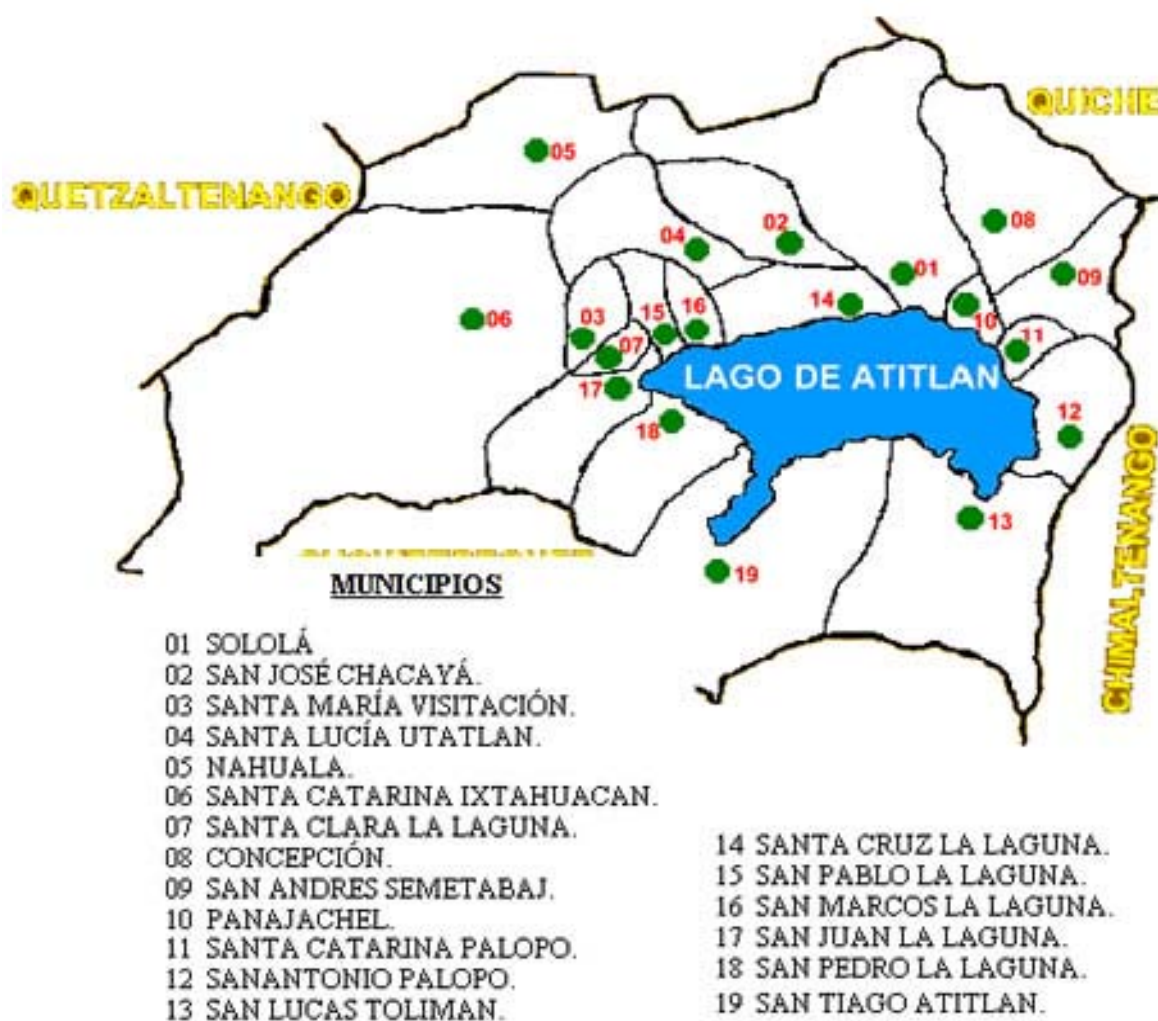 QUICHE
05
QUETZALTENANGO
08
02
04
01
09
14
10
16
15
03
06
11
07
LAGO DE ATITLAN
17
12
18
13
19
CHIMALTENANGO
MUNICIPIOS
01 SOLOLÁ
02 SAN JOSÉ CHACAYÁ.
03 SANTA MARÍA VISITACIÓN.
04 SANTA LUCÍA UTATLAN.
05 NAHUALA.
06 SANTA CATARINA IXTAHUACAN.
07 SANTA CLARA LA LAGUNA.
08 CONCEPCIÓN.
09 SAN ANDRES SEMETABAJ.
10 PANAJACHEL.
11 SANTA CATARINA PALOPO.
12 SANANTONIO PALOPO.
13 SAN LUCAS TOLIMAN.
14 SANTA CRUZ LA LAGUNA.
15 SAN PABLO LA LAGUNA.
16 SAN MARCOS LA LAGUNA.
17 SAN JUAN LA LAGUNA.
18 SAN PEDRO LA LAGUNA.
19 SAN TIAGO ATITLAN.